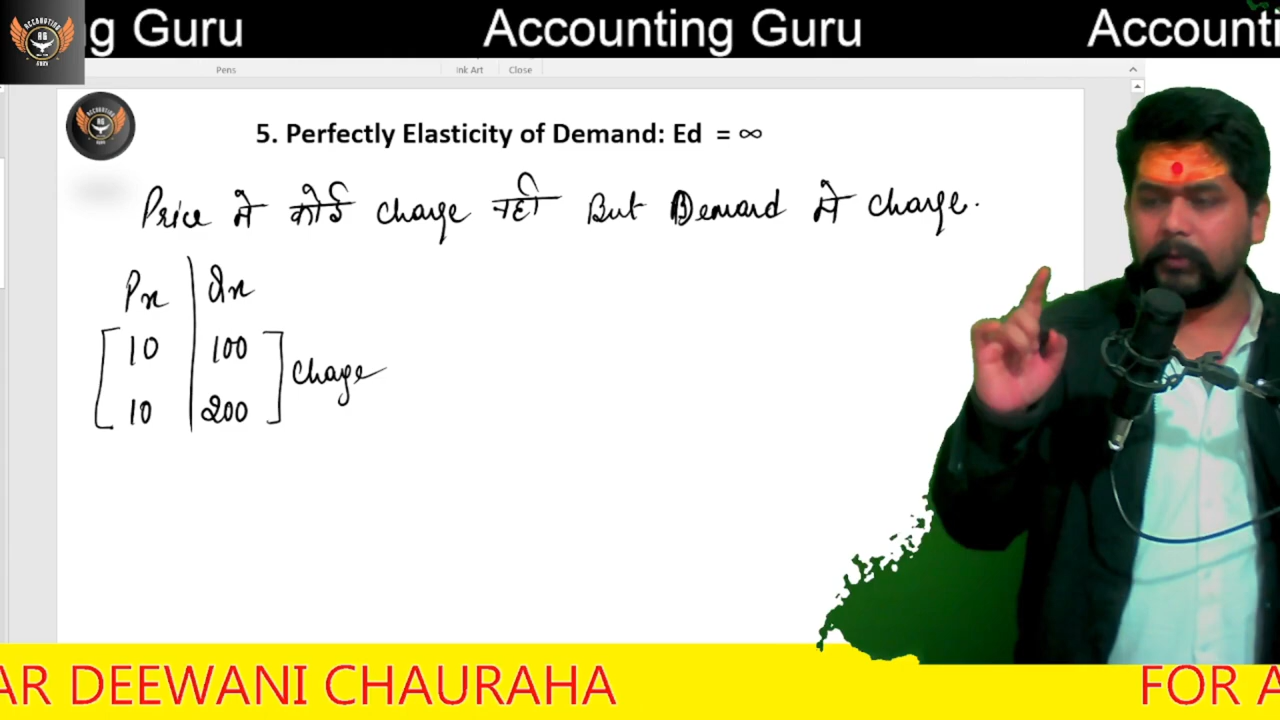 ng Guru Accounting Guru Accounti
Pens Ink Art Close
5. Perfectly Elasticity of Demand: Ed = ∞
Price मे कोई change नही But Demand मे change.
Px Qx
10 100
10 200
change
AR DEEWANI CHAURAHA FOR A